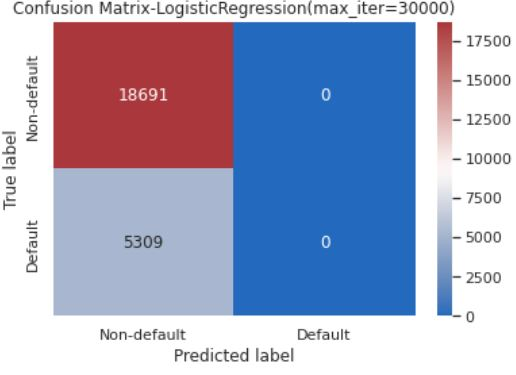 Confusion Matrix-LogisticRegression(max_iter=30000)
Non-default
18691
0
17500
15000
12500
10000
7500
5000
2500
0
True label
Default
5309
0
Non-default
Default
Predicted label